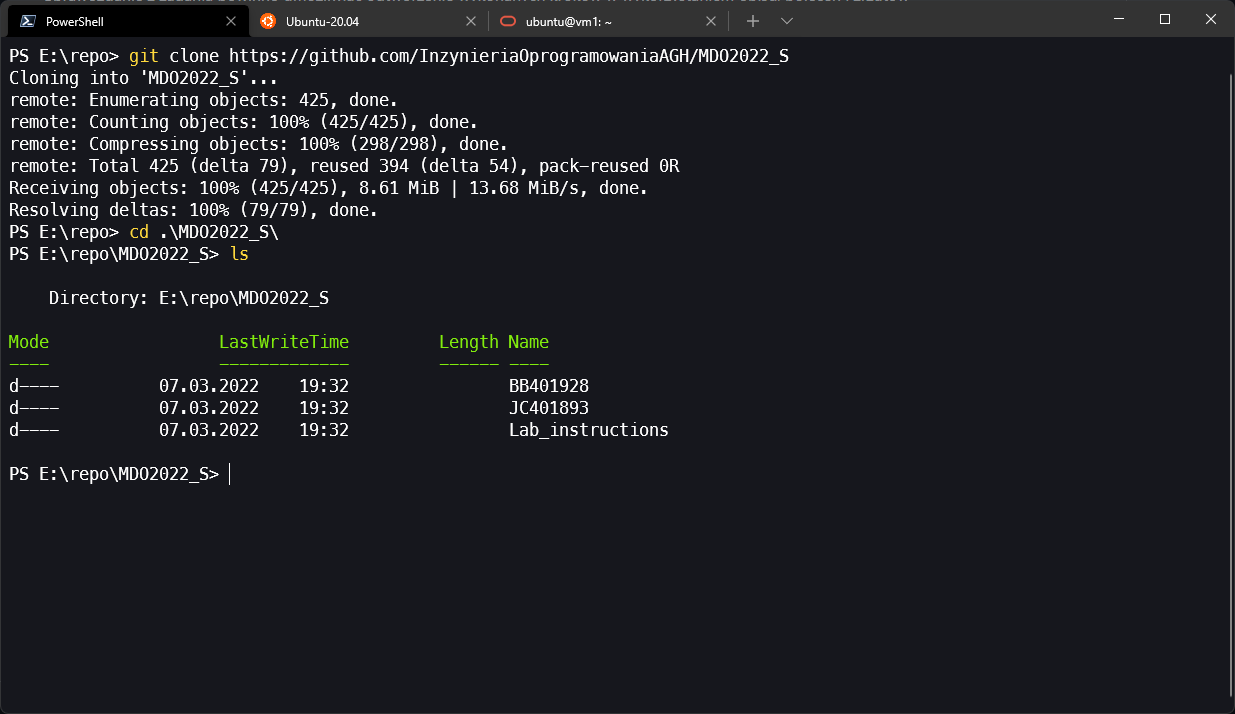 PowerShell
Ubuntu-20.04
ubuntu@vm1: ~
PS E:\repo> git clone https://github.com/InzynieriaOprogramowaniaAGH/MDO2022_S
Cloning into 'MDO2022_S'...
remote: Enumerating objects: 425, done.
remote: Counting objects: 100% (425/425), done.
remote: Compressing objects: 100% (298/298), done.
remote: Total 425 (delta 79), reused 394 (delta 54), pack-reused 0R
Receiving objects: 100% (425/425), 8.61 MiB | 13.68 MiB/s, done.
Resolving deltas: 100% (79/79), done.
PS E:\repo> cd .\MDO2022_S\
PS E:\repo\MDO2022_S> ls
Directory: E:\repo\MDO2022_S
Mode LastWriteTime Length Name
---- ------------- ------ ----
d---- 07.03.2022 19:32 BB401928
d---- 07.03.2022 19:32 JC401893
d---- 07.03.2022 19:32 Lab_instructions
PS E:\repo\MDO2022_S>